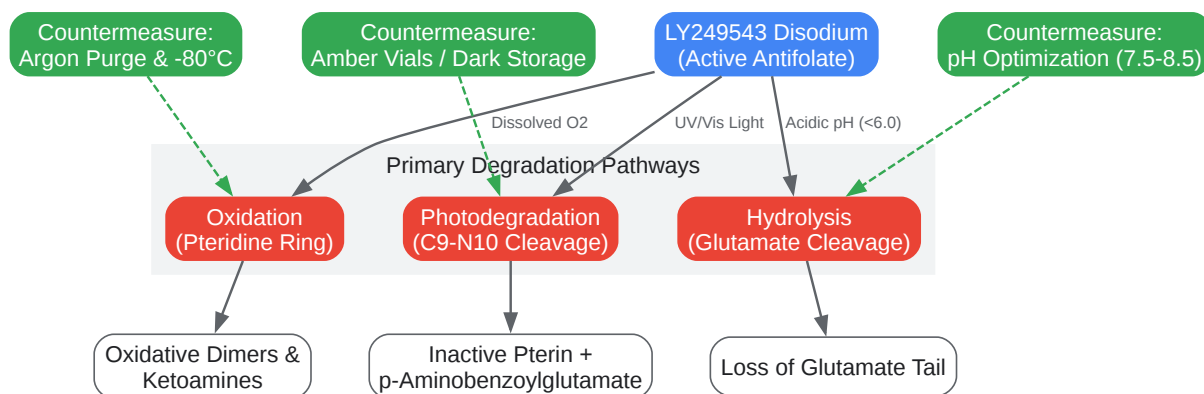 Countermeasure:
Argon Purge & -80°C
Countermeasure:
Amber Vials / Dark Storage
LY249543 Disodium
(Active Antifolate)
Countermeasure:
pH Optimization (7.5-8.5)
Dissolved O2
UV/Vis Light
Acidic pH (<6.0)
Primary Degradation Pathways
Oxidation
(Pteridine Ring)
Photodegradation
(C9-N10 Cleavage)
Hydrolysis
(Glutamate Cleavage)
Oxidative Dimers &
Ketoamines
Inactive Pterin +
p-Aminobenzoylglutamate
Loss of Glutamate Tail